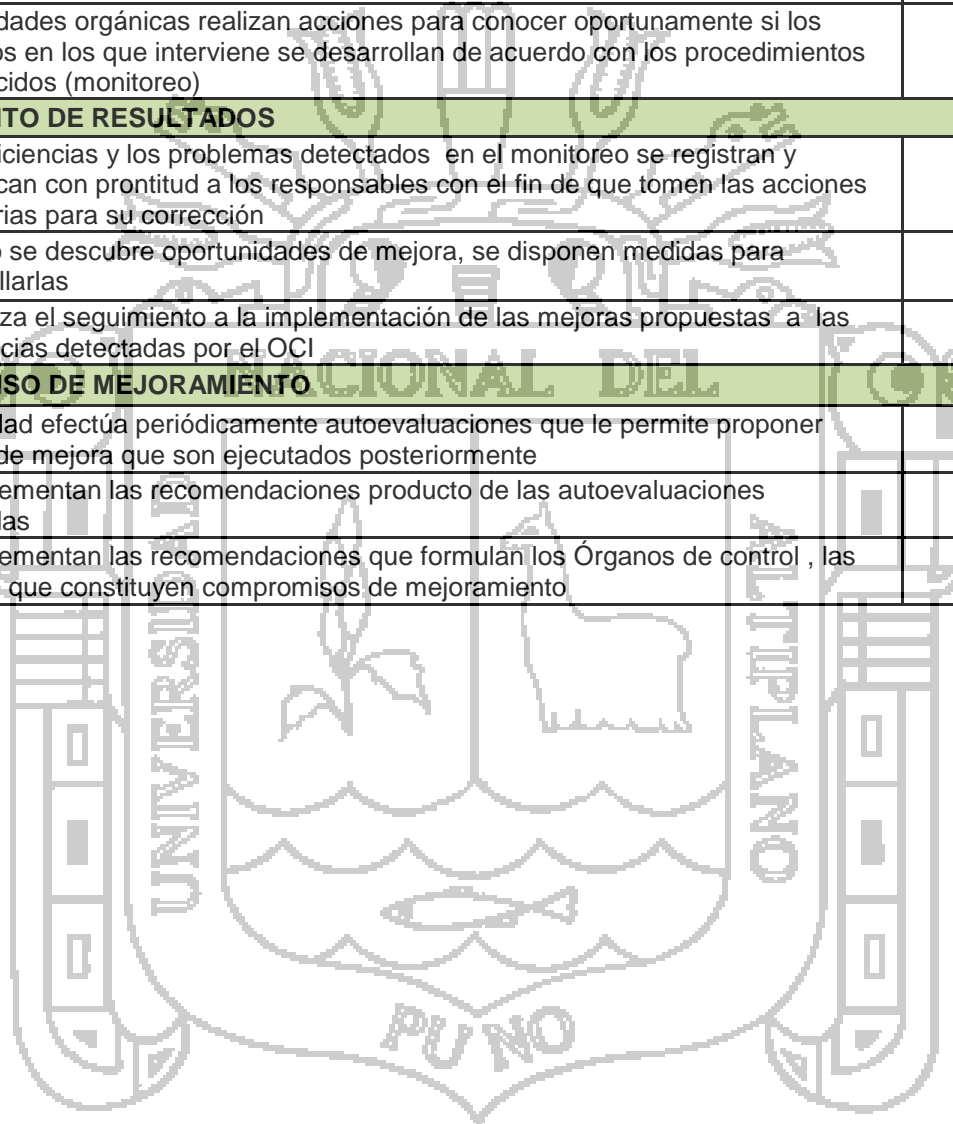 dades orgánicas realizan acciones para conocer oportunamente si los
os en los que interviene se desarrollan de acuerdo con los procedimientos
cidos (monitoreo)
TO DE RESULTADOS
iciencias y los problemas detectados en el monitoreo se registran y
can con prontitud a los responsables con el fin de que tomen las acciones
rias para su corrección
o se descubre oportunidades de mejora, se disponen medidas para
llarlas
za el seguimiento a la implementación de las mejoras propuestas a las
cias detectadas por el OCI
NACIONAL DEL
SO DE MEJORAMIENTO
dad efectúa periódicamente autoevaluaciones que le permite proponer
de mejora que son ejecutados posteriormente
ementan las recomendaciones producto de las autoevaluaciones
das
ementan las recomendaciones que formulan los Órganos de control , las
que constituyen compromisos de mejoramiento
UNIVERSIDAD
ALTIPLANO
PUNO